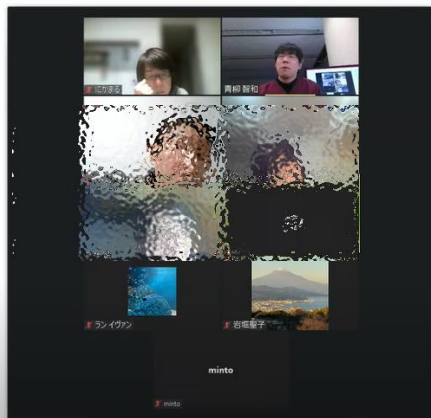 にかまる
青柳 智和
ラン イヴァン
岩堀聖子
minto
minto